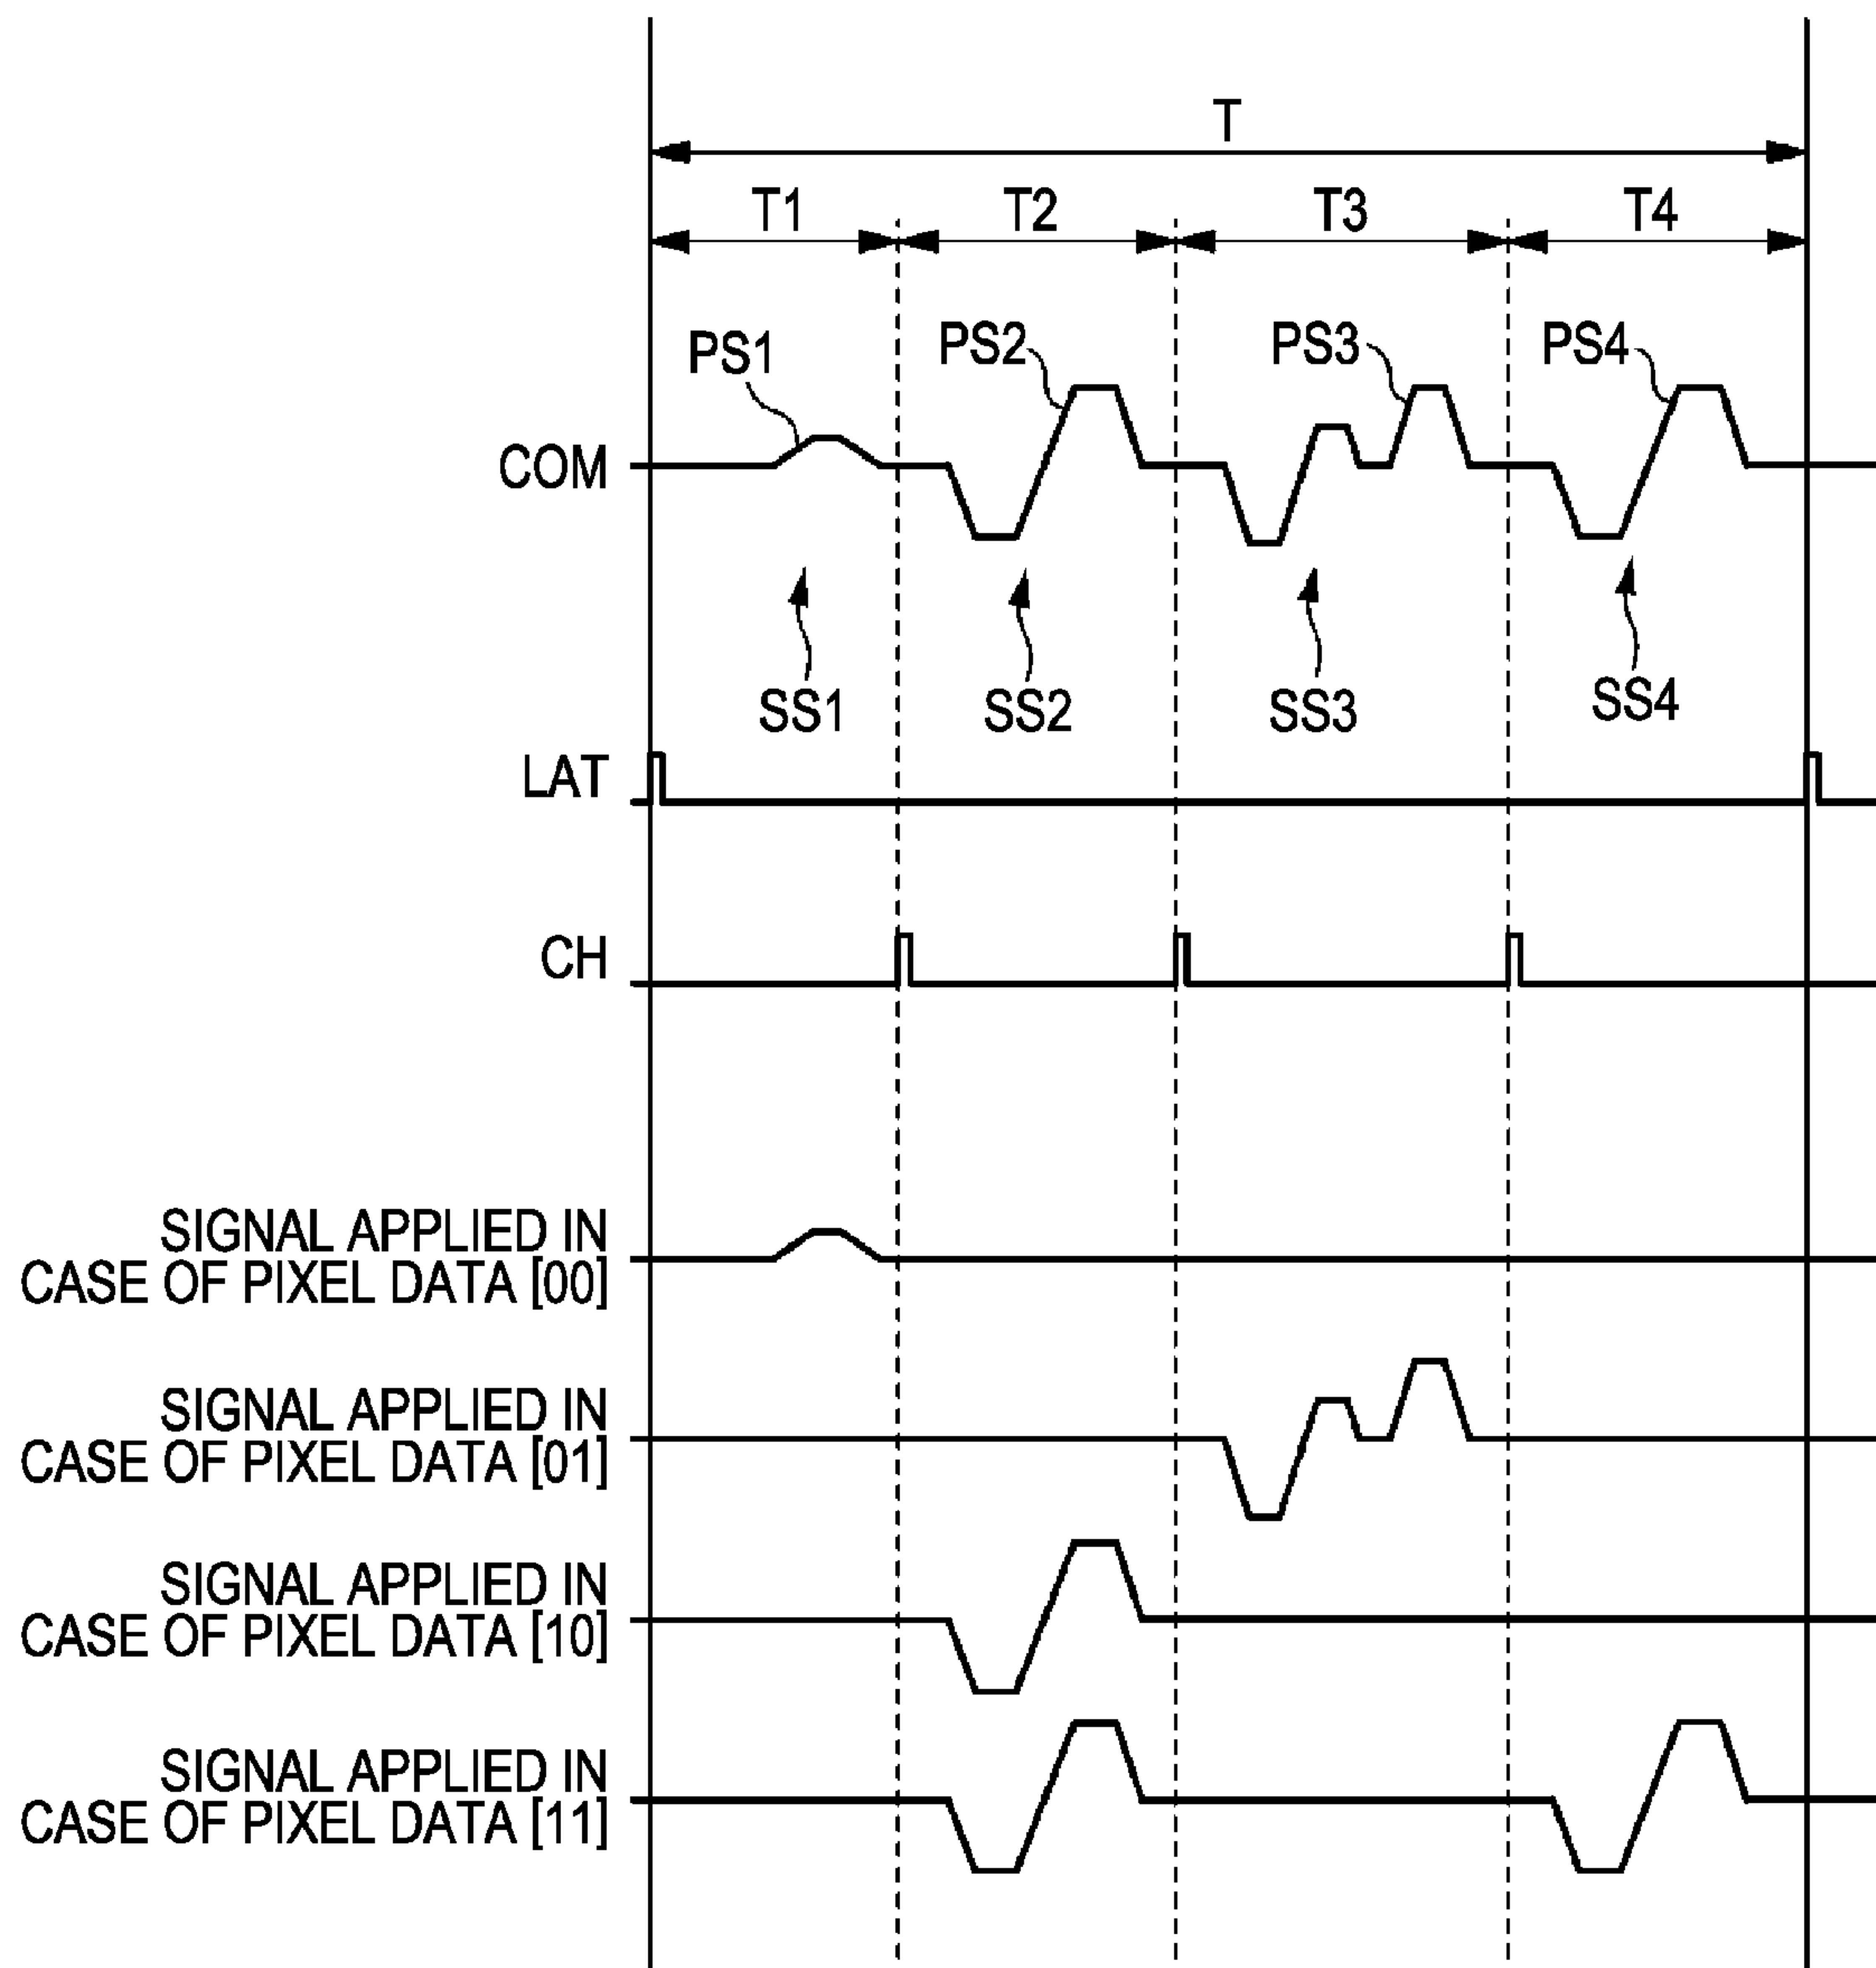 T
T1 T2 T3 T4
PS1 PS2 PS3 PS4
COM
SS1 SS2 SS3 SS4
LAT
CH
SIGNAL APPLIED IN
CASE OF PIXEL DATA [00]
SIGNAL APPLIED IN
CASE OF PIXEL DATA [01]
SIGNAL APPLIED IN
CASE OF PIXEL DATA [10]
SIGNAL APPLIED IN
CASE OF PIXEL DATA [11]